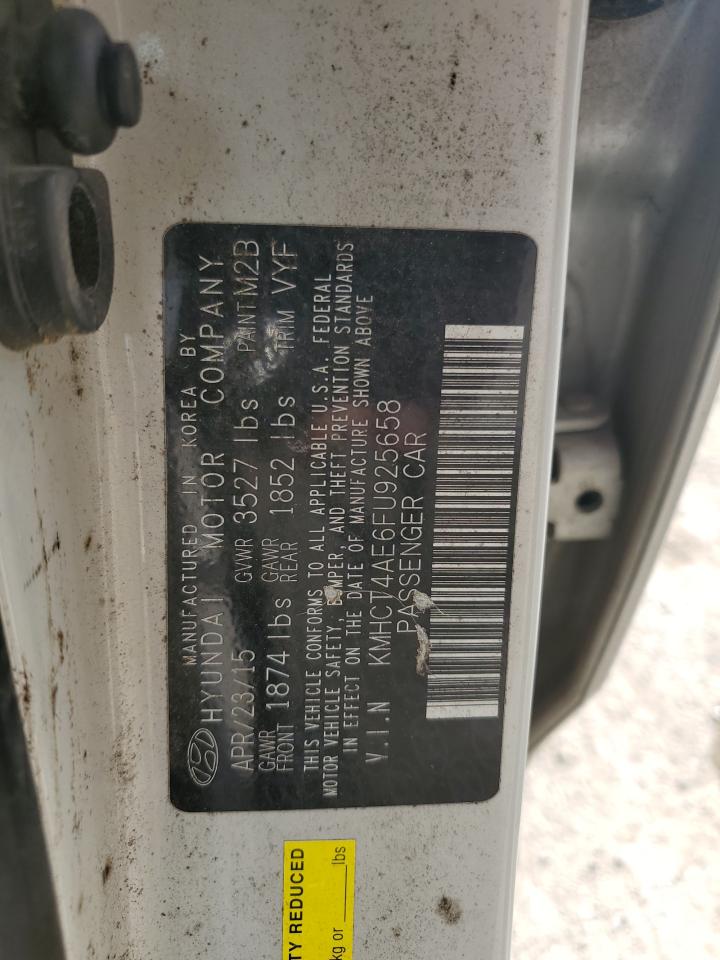 MANUFACTURED IN KOREA BY
HYUNDAI MOTOR COMPANY
APR/23/15 GVWR 3527 lbs PAINT M2B
GAWR FRONT 1874 lbs GAWR REAR 1852 lbs TRIM VYF
THIS VEHICLE CONFORMS TO ALL APPLICABLE U.S.A. FEDERAL
MOTOR VEHICLE SAFETY, BUMPER, AND THEFT PREVENTION STANDARDS
IN EFFECT ON THE DATE OF MANUFACTURE SHOWN ABOVE
V.I.N KMHCT4AE6FU925658
PASSENGER CAR
TY REDUCED
kg or ______lbs